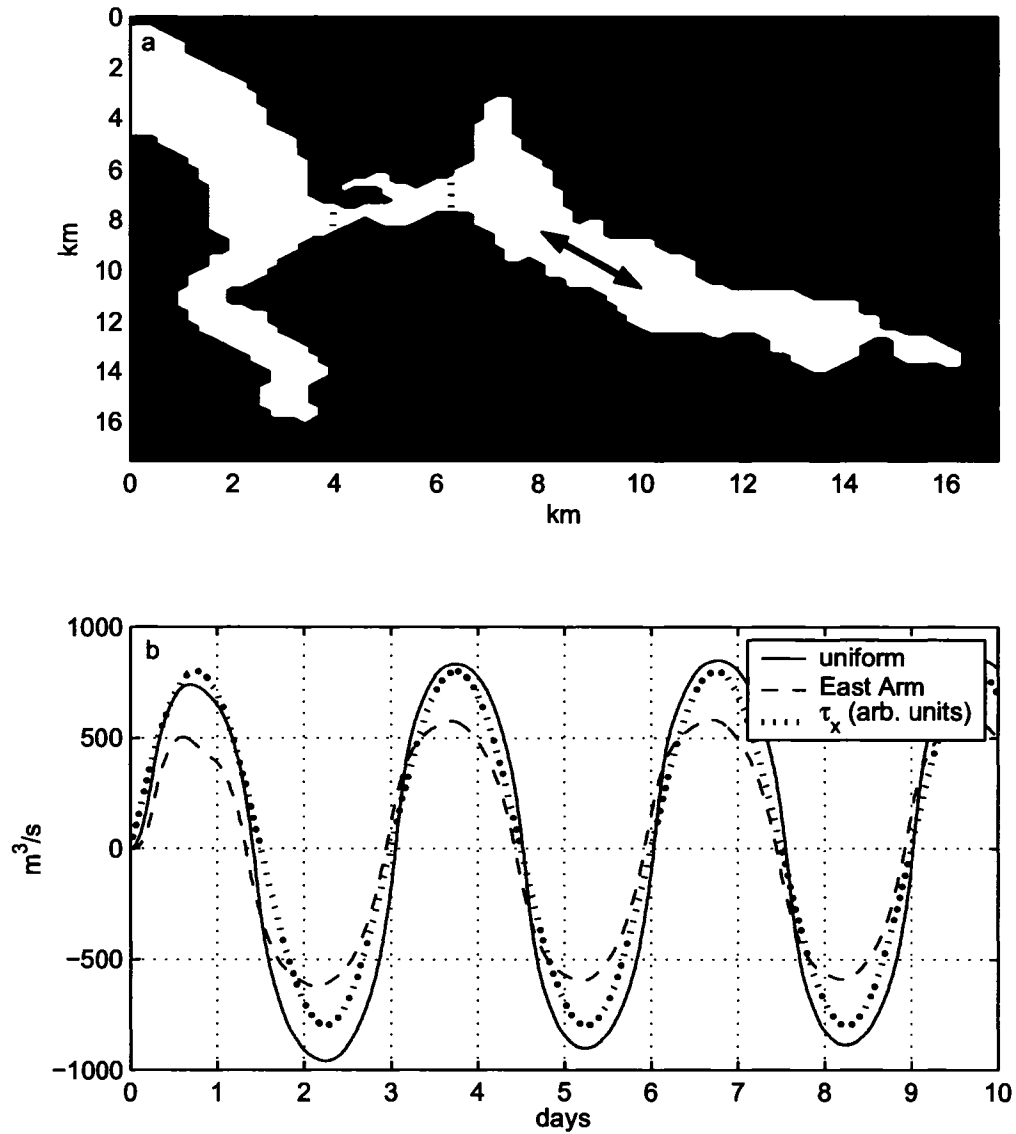 0
2
4
6
8
10
12
14
16
a
km
0 2 4 6 8 10 12 14 16
km
1000
500
0
−500
−1000
b
m³/s
uniform
East Arm
τx (arb. units)
0 1 2 3 4 5 6 7 8 9 10
days